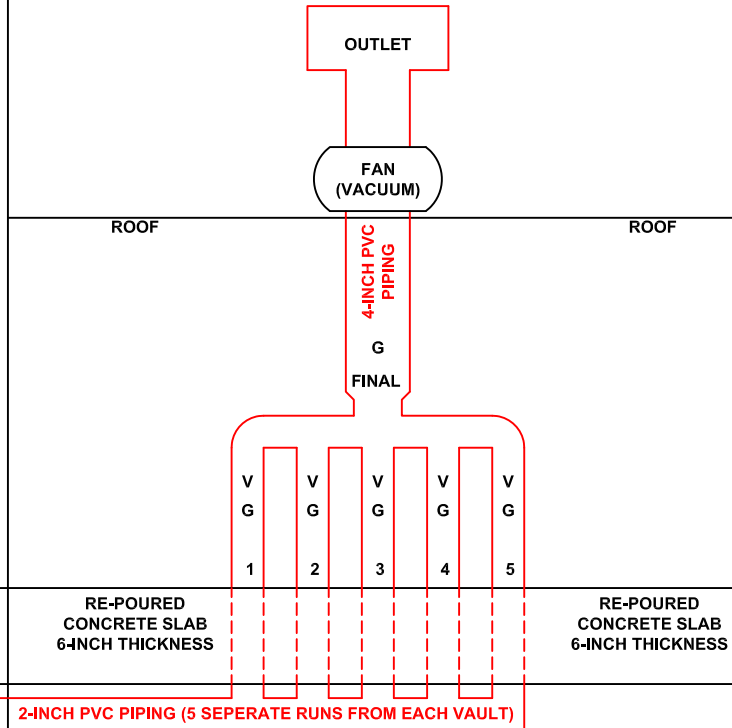 OUTLET
FAN
(VACUUM)
ROOF
ROOF
4-INCH PVC
PIPING
G
FINAL
V V V V V
G G G G G
1 2 3 4 5
RE-POURED
CONCRETE SLAB
6-INCH THICKNESS
RE-POURED
CONCRETE SLAB
6-INCH THICKNESS
2-INCH PVC PIPING (5 SEPERATE RUNS FROM EACH VAULT)